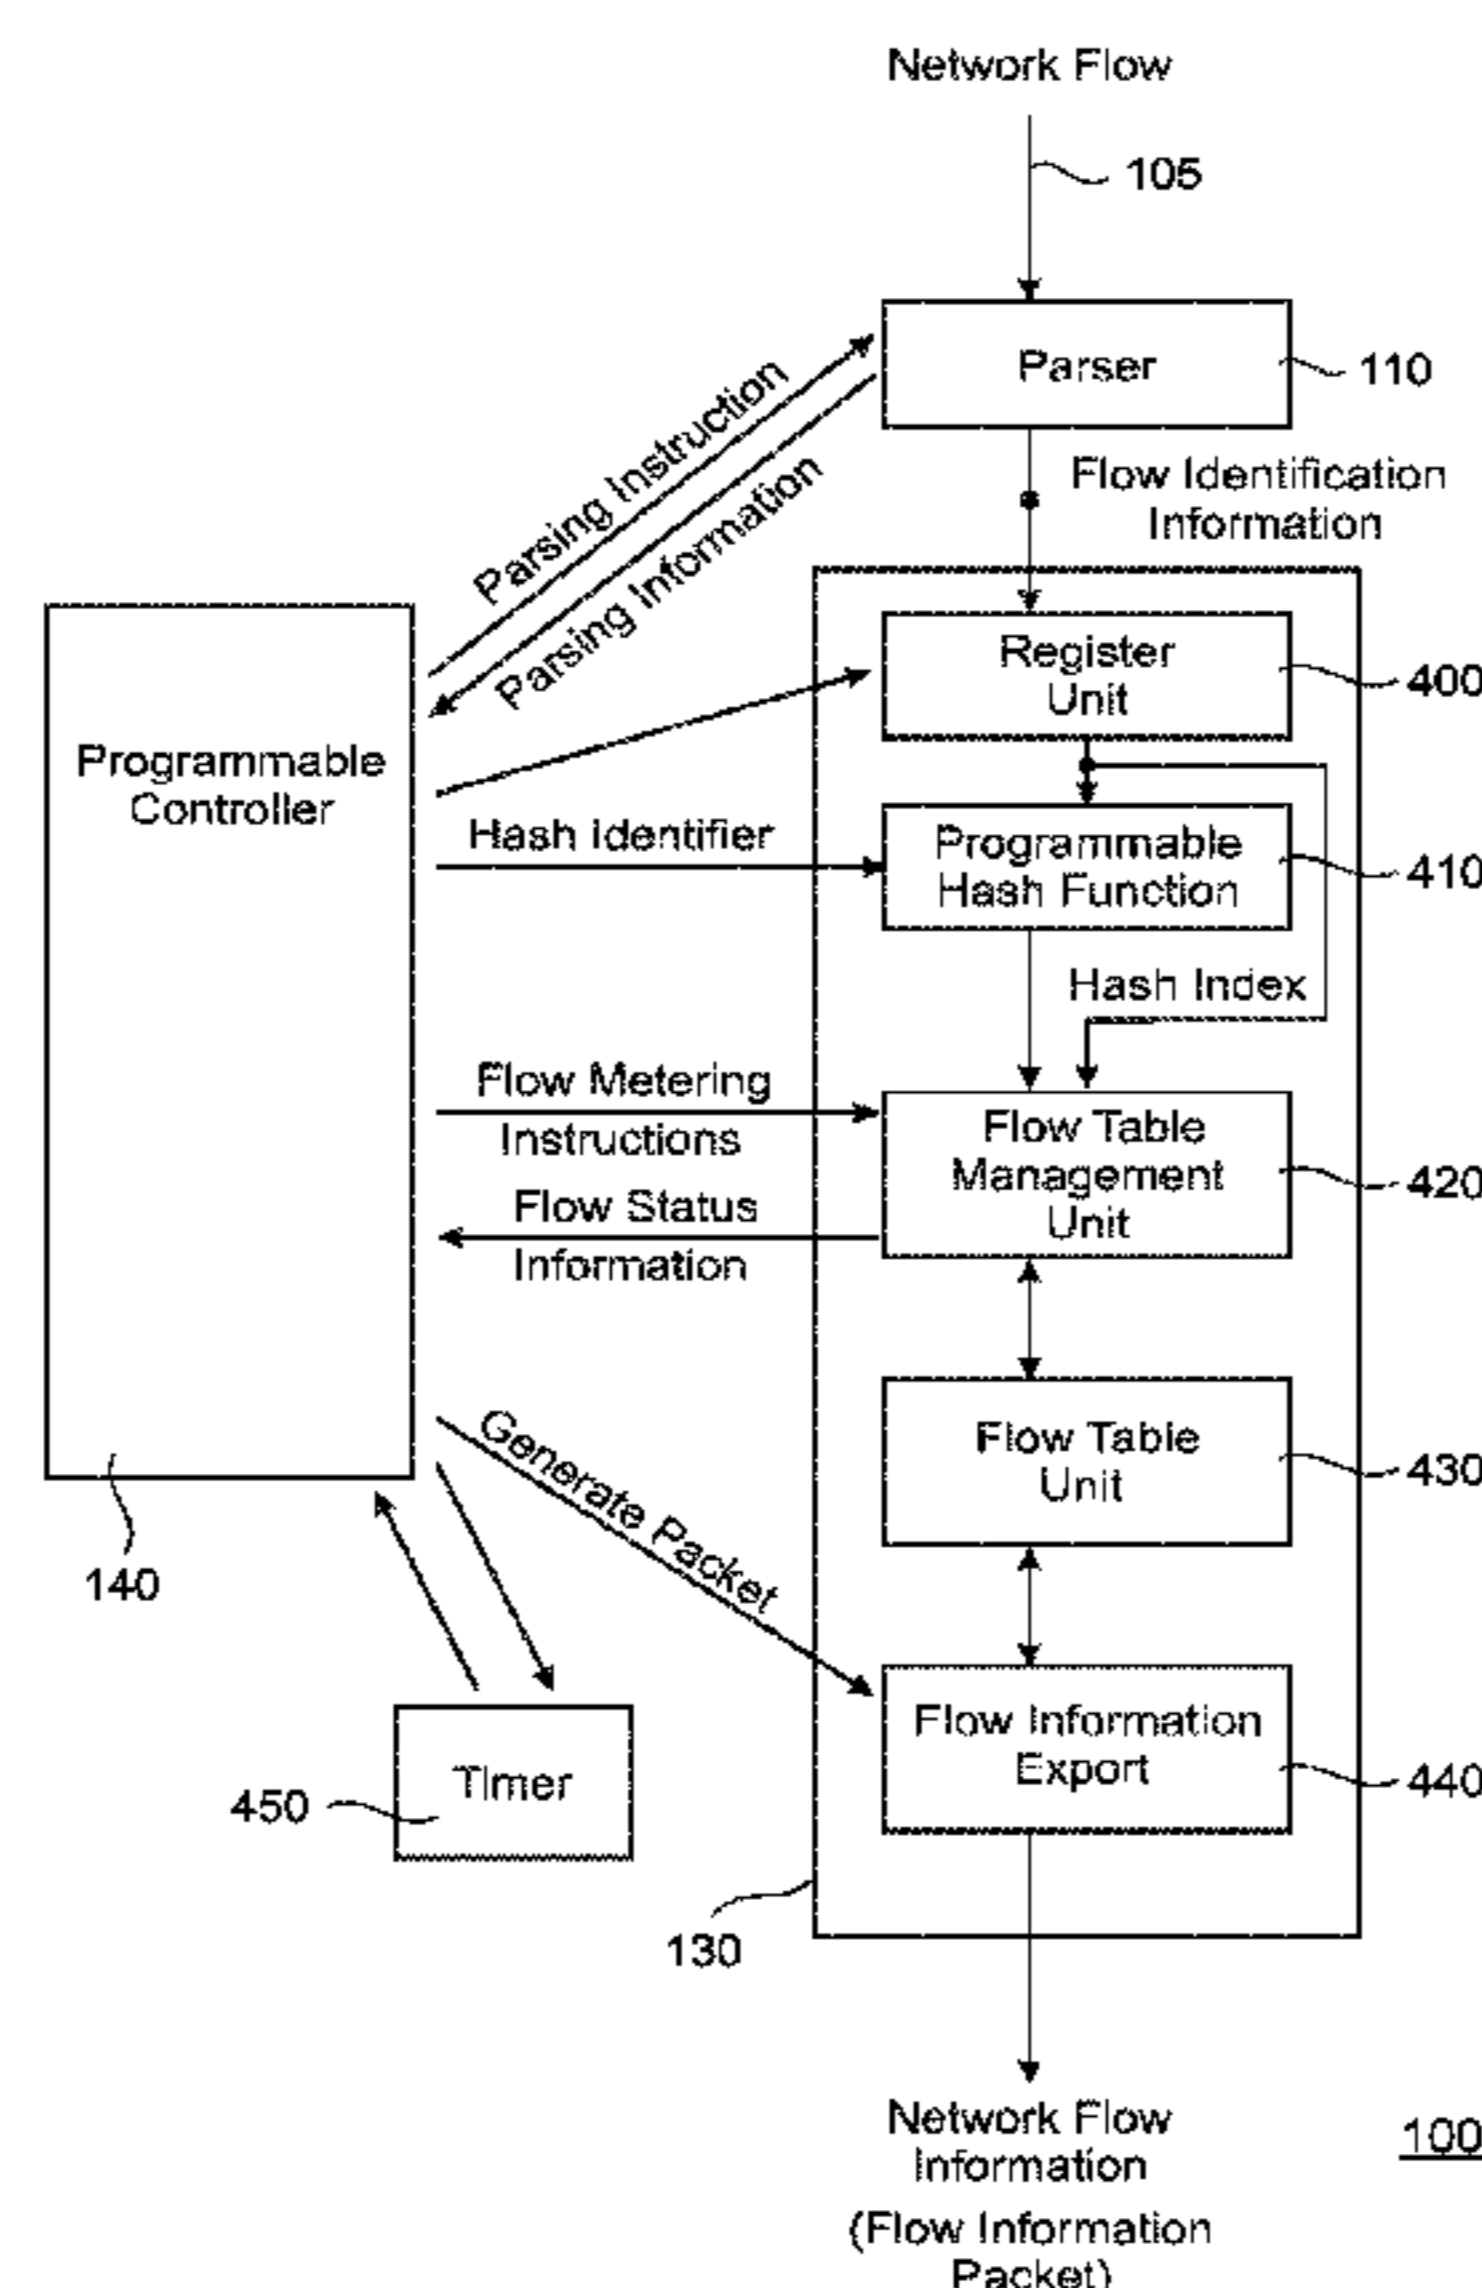 Network Flow
105
Parser
110
Parsing Instruction
Parsing Information
Flow Identification
Information
Register
Unit
400
Programmable
Controller
Hash Identifier
Programmable
Hash Function
410
Hash Index
Flow Metering
Instructions
Flow Table
Management
Unit
420
Flow Status
Information
Flow Table
Unit
430
Generate Packet
140
Flow Information
Export
440
Timer
450
130
Network Flow
Information
(Flow Information
Packet)
100